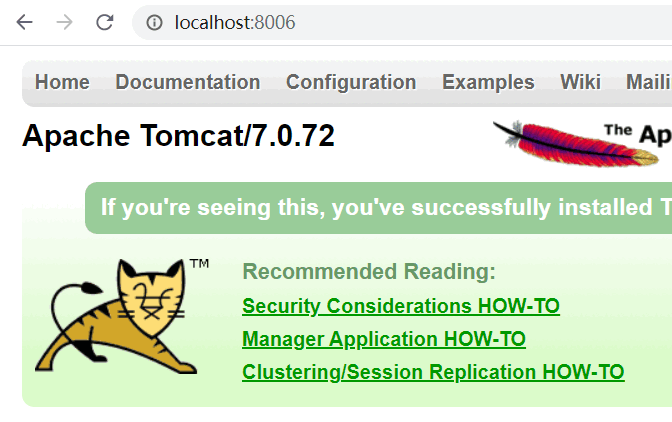 localhost:8006
Home Documentation Configuration Examples Wiki
Apache Tomcat/7.0.72
The
If you're seeing this, you've successfully installed
TM
Recommended Reading:
Security Considerations HOW-TO
Manager Application HOW-TO
Clustering/Session Replication HOW-TO